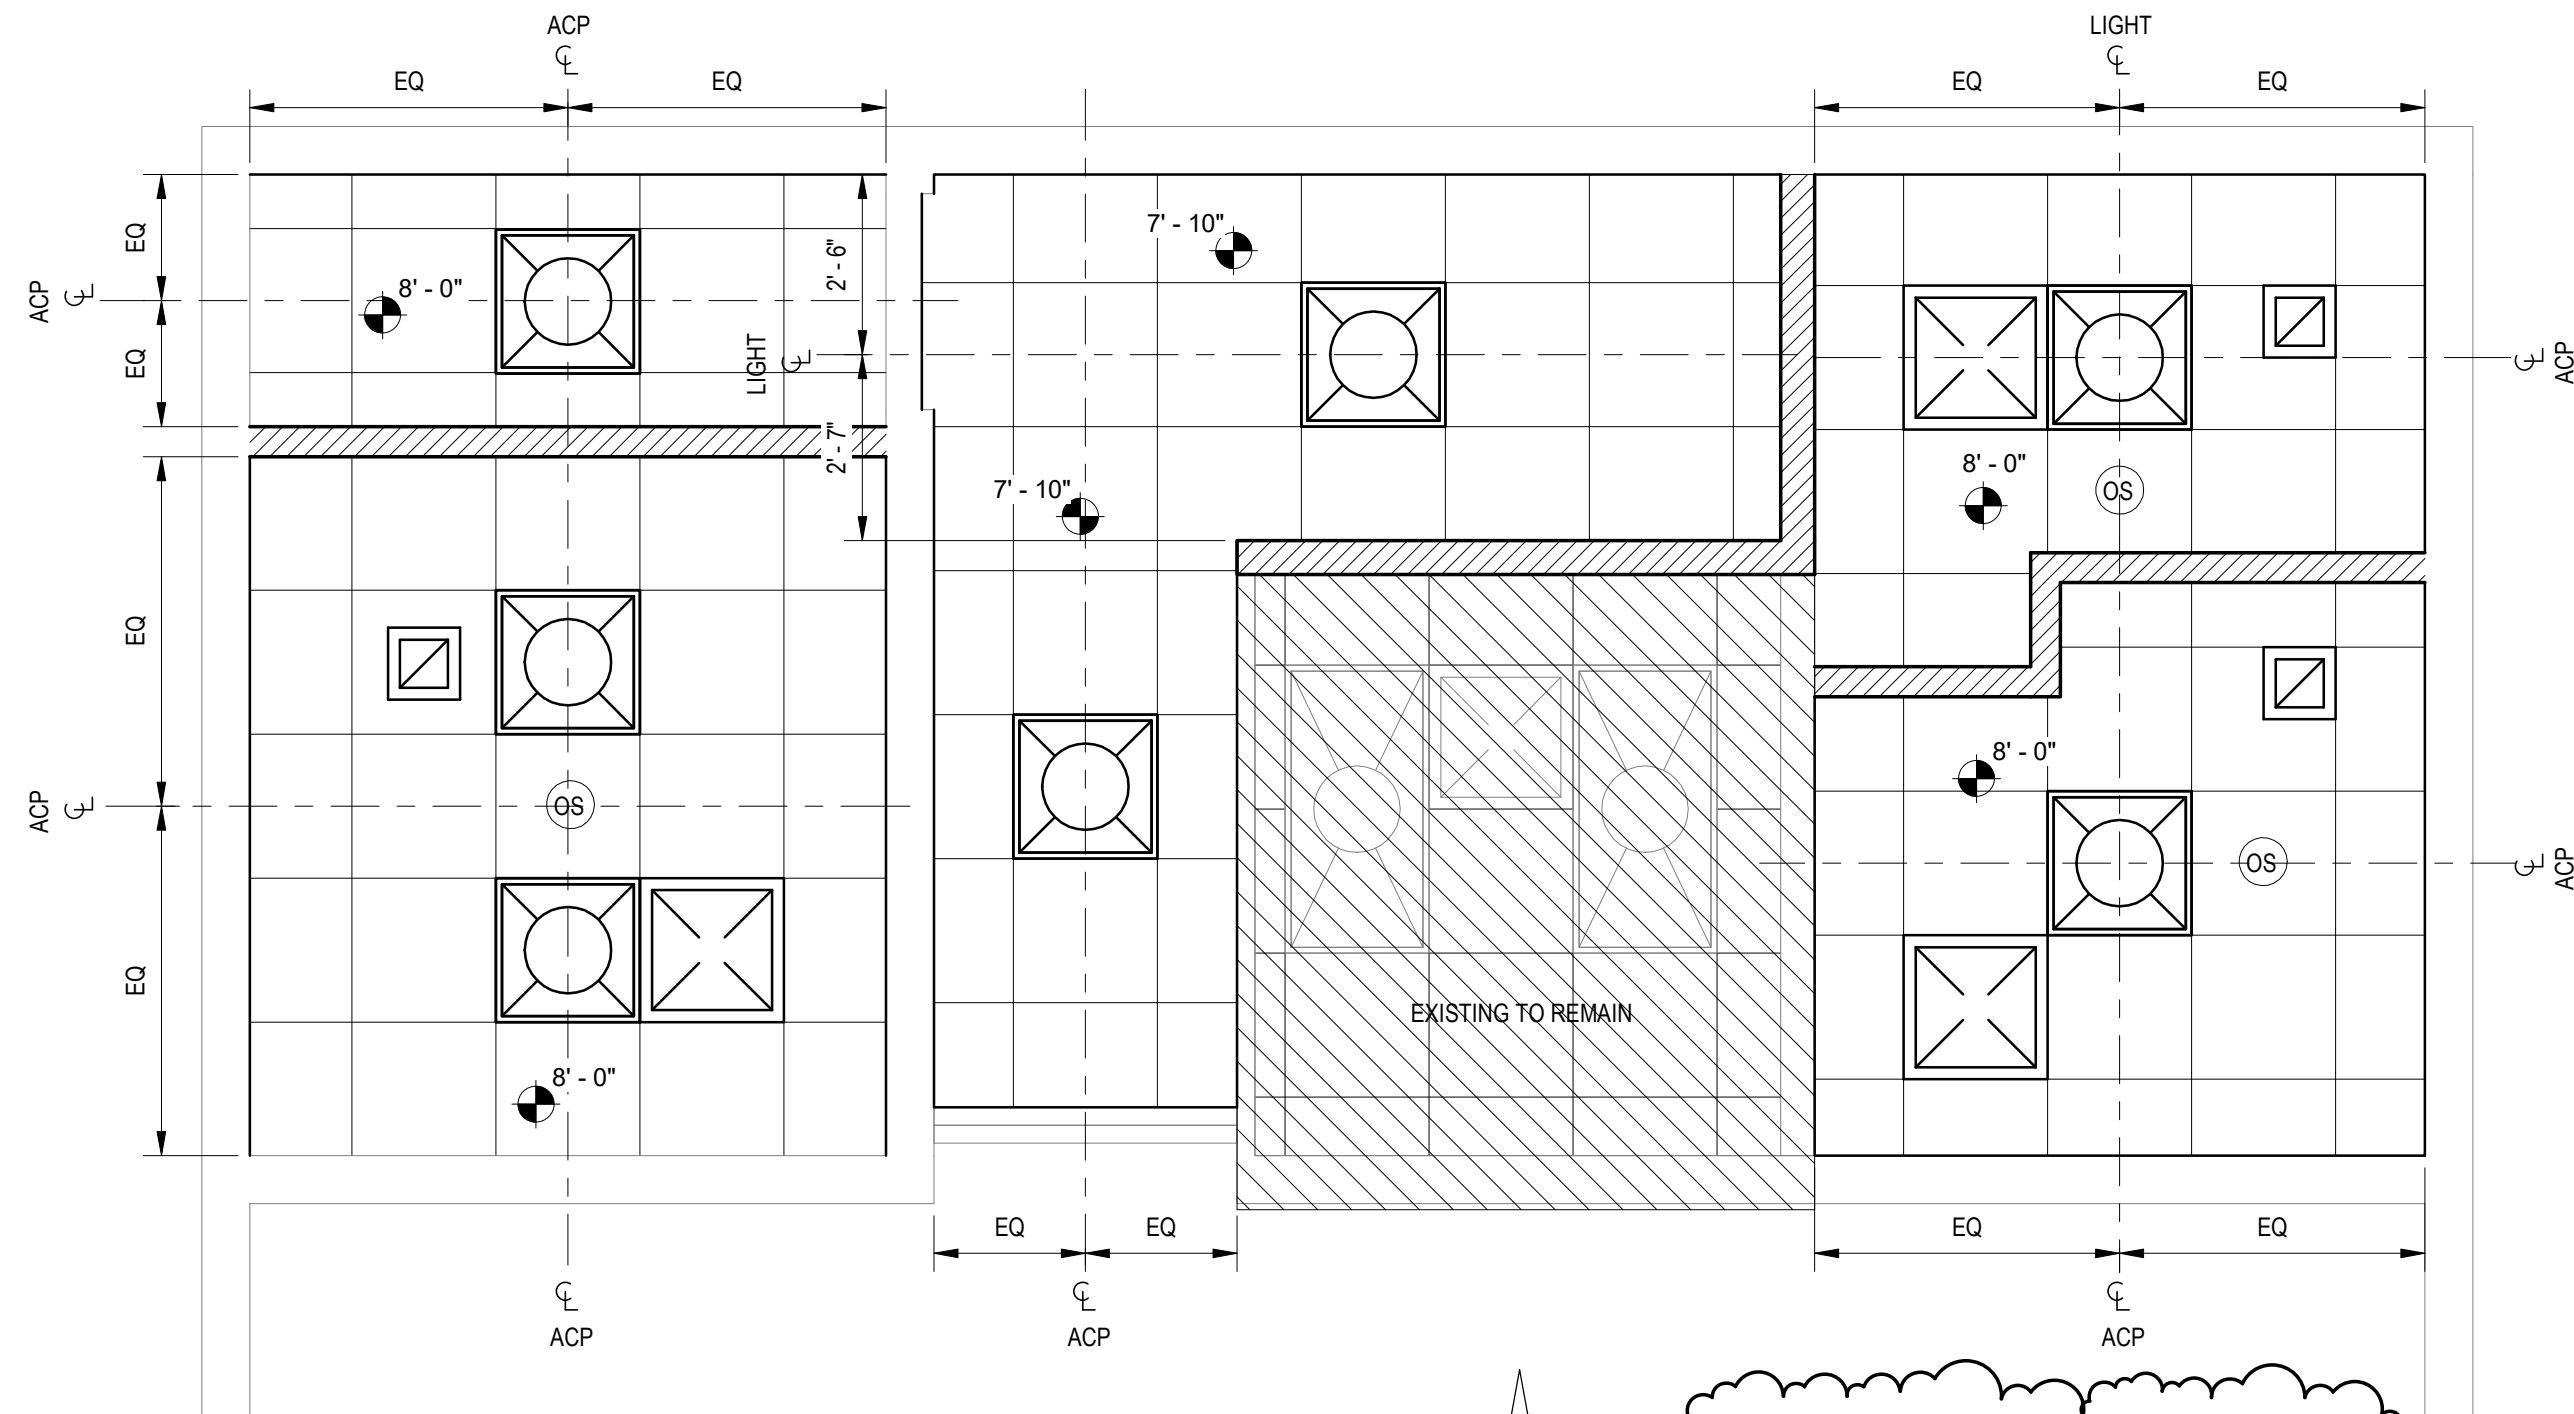 ACP
LIGHT
EQ EQ
EQ EQ
EQ
ACP
8' - 0"
EQ
2' - 6"
LIGHT
2' - 7"
7' - 10"
7' - 10"
8' - 0"
OS
ACP
EQ
ACP
OS
EQ
8' - 0"
8' - 0"
OS
ACP
EXISTING TO REMAIN
EQ EQ
EQ EQ
ACP
ACP
ACP